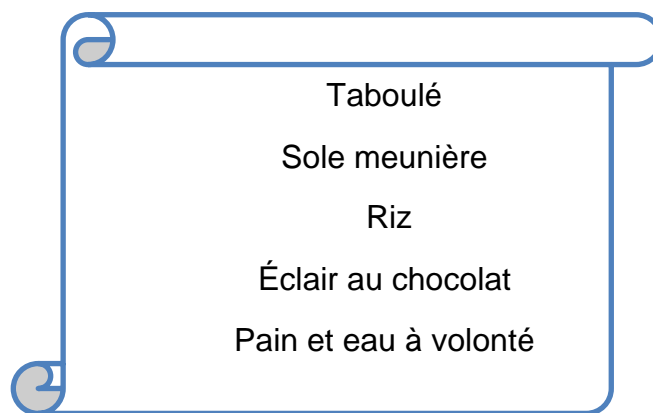 Taboulé
Sole meunière
Riz
Éclair au chocolat
Pain et eau à volonté